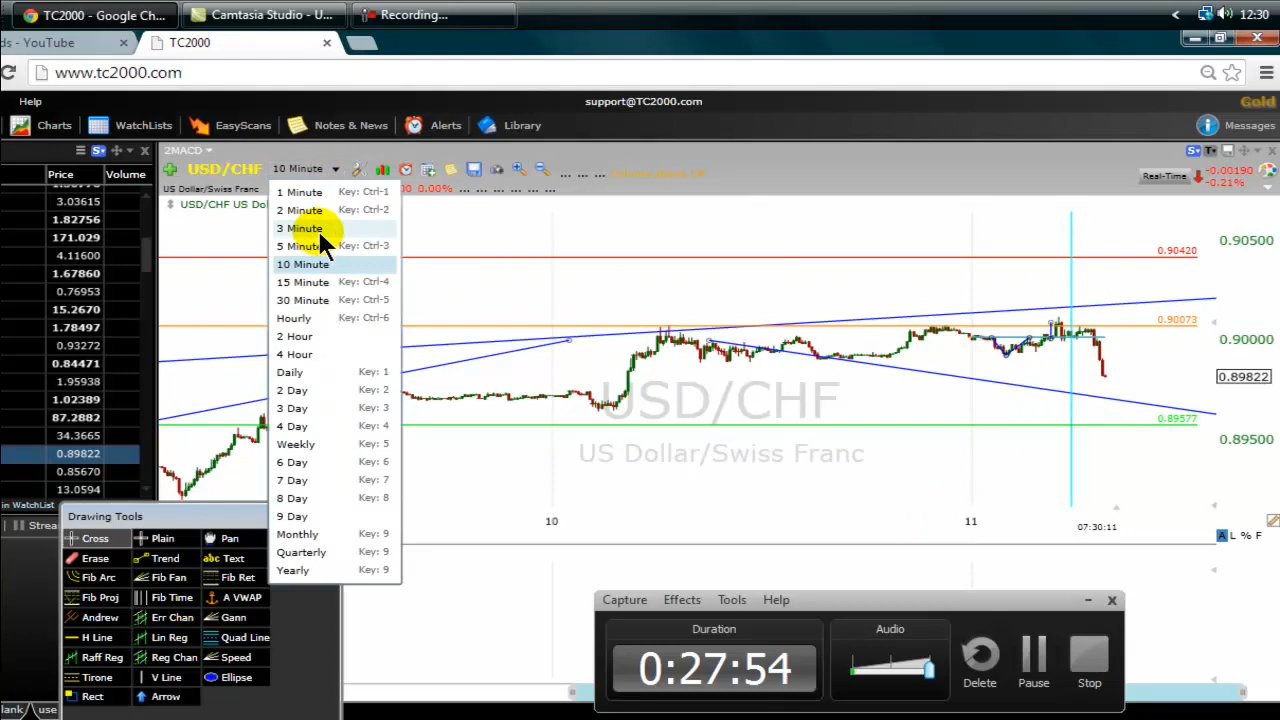 TC2000 - Google Ch...
Camtasia Studio - U...
Recording...
12:30
ds - YouTube
TC2000
www.tc2000.com
Help
support@TC2000.com
Gold
Charts
WatchLists
EasyScans
Notes & News
Alerts
Library
Messages
2MACD
USD/CHF
10 Minute
US Dollar/Swiss Franc
00 0.00%
... ... ...
... ... ...
Real-Time
-0.00190
-0.21%
USD/CHF US Dol
Price Volume
3.03615
1.82756
171.029
4.11600
1.67860
0.76953
15.2670
1.78497
0.93272
0.84471
1.95938
1.02389
87.2882
34.3665
0.89822
0.85670
13.0594
in WatchList
Strea
1 Minute Key: Ctrl-1
2 Minute Key: Ctrl-2
3 Minute
5 Minute Key: Ctrl-3
10 Minute
15 Minute Key: Ctrl-4
30 Minute Key: Ctrl-5
Hourly Key: Ctrl-6
2 Hour
4 Hour
Daily Key: 1
2 Day Key: 2
3 Day Key: 3
4 Day Key: 4
Weekly Key: 5
6 Day Key: 6
7 Day Key: 7
8 Day Key: 8
9 Day
Monthly Key: 9
Quarterly Key: 9
Yearly Key: 9
0.90420
0.90073
0.89577
0.90500
0.90000
0.89822
0.89500
USD/CHF
US Dollar/Swiss Franc
10
11
07:30:11
A L % F
Drawing Tools
Cross Plain Pan
Erase Trend abc Text
Fib Arc Fib Fan Fib Ret
Fib Proj Fib Time A VWAP
Andrew Err Chan Gann
H Line Lin Reg Quad Line
Raff Reg Reg Chan Speed
Tirone V Line Ellipse
Rect Arrow
lank use
Capture Effects Tools Help
Duration
0:27:54
Audio
Delete
Pause
Stop